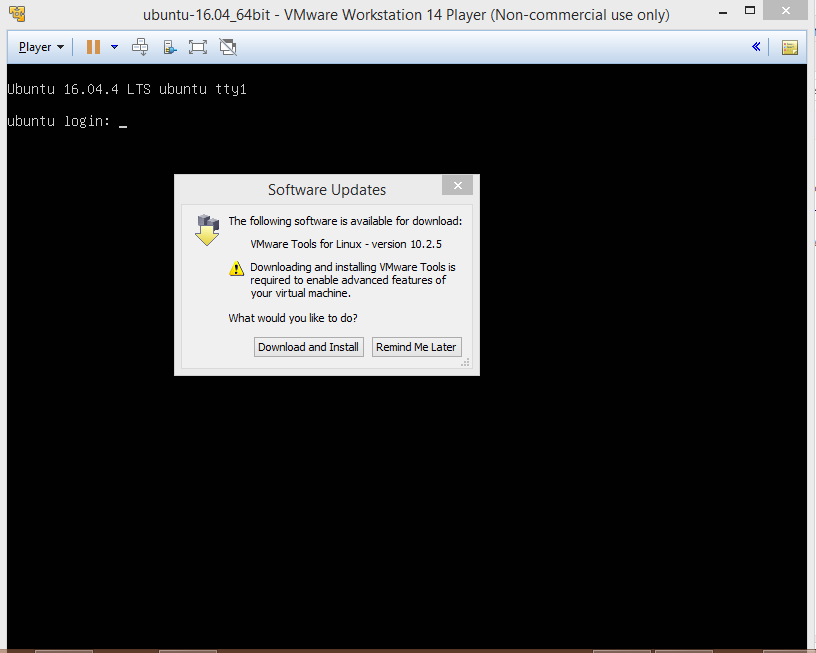 ubuntu-16.04_64bit - VMware Workstation 14 Player (Non-commercial use only)
Player
Ubuntu 16.04.4 LTS ubuntu tty1
ubuntu login: _
Software Updates
The following software is available for download:
VMware Tools for Linux - version 10.2.5
Downloading and installing VMware Tools is
required to enable advanced features of
your virtual machine.
What would you like to do?
Download and Install
Remind Me Later